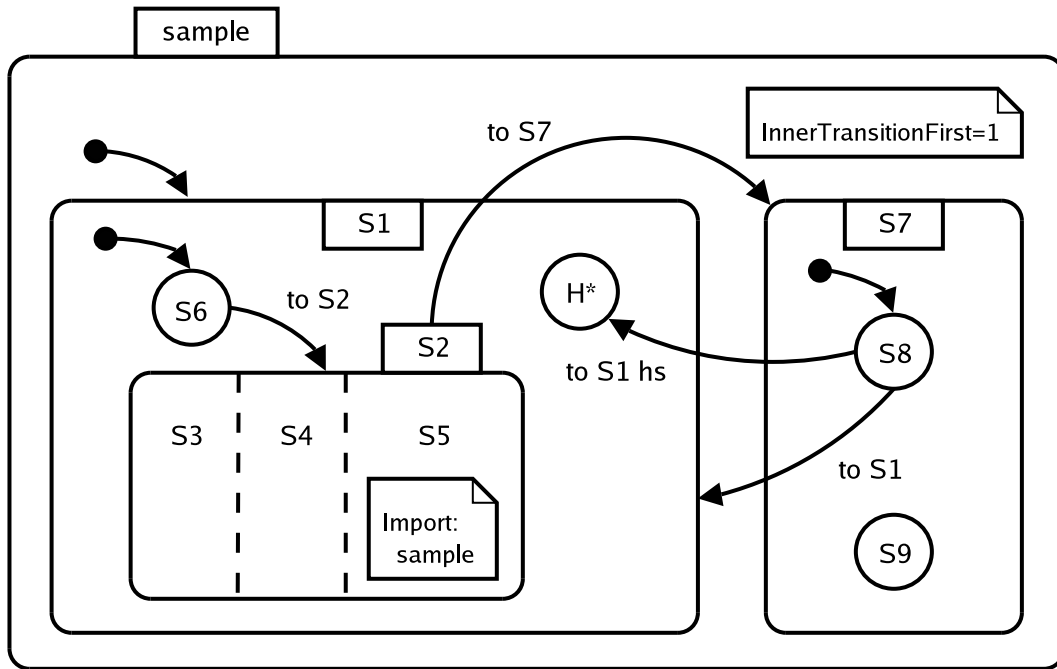 sample
to S7
InnerTransitionFirst=1
S1
S7
S6
to S2
H*
S2
S8
to S1 hs
S3
S4
S5
to S1
Import:
sample
S9